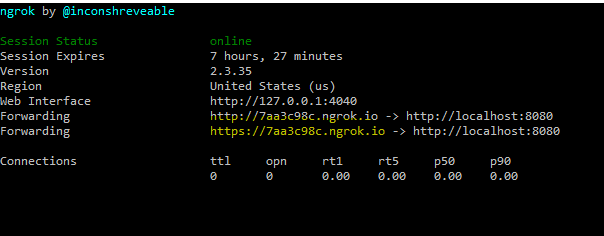 ngrok by @inconshreveable
Session Status online
Session Expires 7 hours, 27 minutes
Version 2.3.35
Region United States (us)
Web Interface http://127.0.0.1:4040
Forwarding http://7aa3c98c.ngrok.io -> http://localhost:8080
Forwarding https://7aa3c98c.ngrok.io -> http://localhost:8080
Connections ttl opn rt1 rt5 p50 p90
0 0 0.00 0.00 0.00 0.00